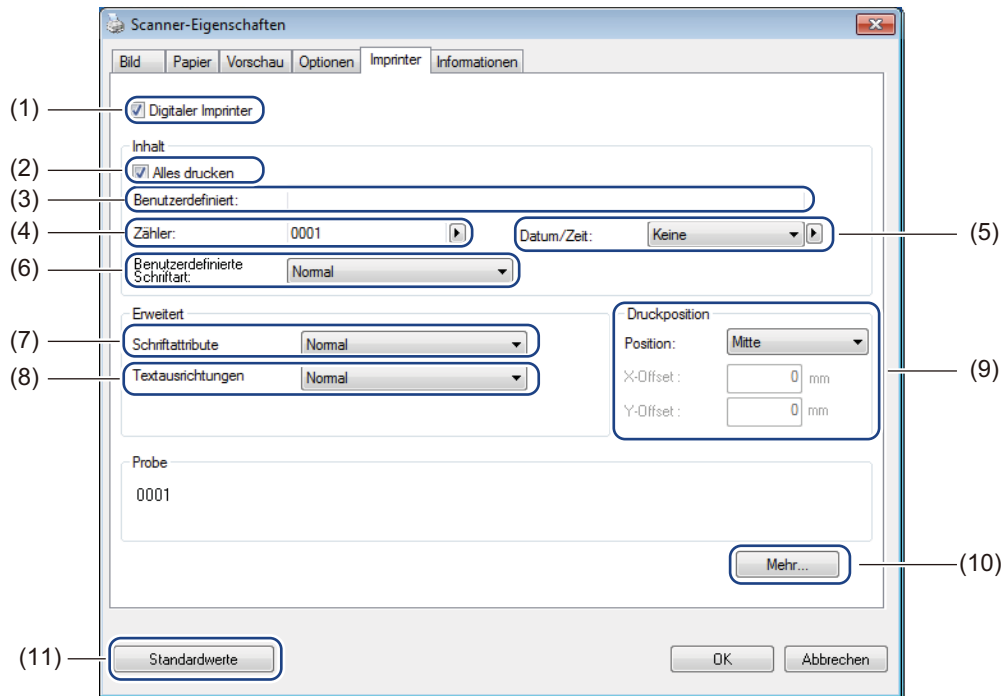 Scanner-Eigenschaften
Bild Papier Vorschau Optionen Imprinter Informationen
(1) Digitaler Imprinter
Inhalt
(2) Alles drucken
(3) Benutzerdefiniert:
(4) Zähler: 0001 Datum/Zeit: Keine (5)
(6) Benutzerdefinierte Schriftart: Normal
Erweitert
(7) Schriftattribute Normal
(8) Textausrichtungen Normal
Druckposition
Position: Mitte
X-Offset : 0 mm
Y-Offset : 0 mm
(9)
Probe
0001
Mehr... (10)
(11) Standardwerte OK Abbrechen